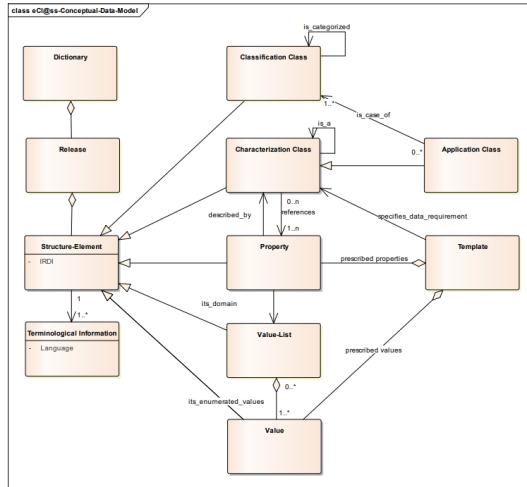 class eCl@ss-Conceptual-Data-Model
is_categorized
Dictionary
Classification Class
1..*
is_case_of
is_a
Release
Characterization Class
0..*
Application Class
described_by
0..n
references
1..n
specifies_data_requirement
Structure-Element
- IRDI
Property
prescribed properties
Template
1
1..*
its_domain
Terminological Information
- Language
Value-List
prescribed values
0..*
its_enumerated_values
1..*
Value